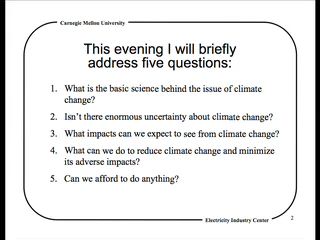 Carnegie Mellon University
This evening I will briefly
address five questions:
1. What is the basic science behind the issue of climate
change?
2. Isn't there enormous uncertainty about climate change?
3. What impacts can we expect to see from climate change?
4. What can we do to reduce climate change and minimize
its adverse impacts?
5. Can we afford to do anything?
Electricity Industry Center
2